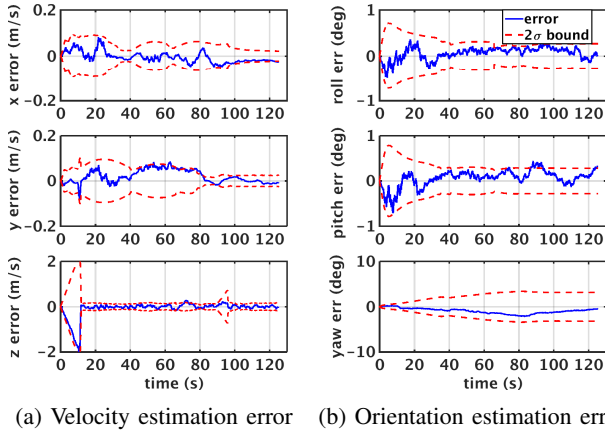 0.2
0
-0.2
x error (m/s)
0 20 40 60 80 100 120
0.2
0
-0.2
y error (m/s)
0 20 40 60 80 100 120
2
0
-2
z error (m/s)
0 20 40 60 80 100 120
time (s)
(a) Velocity estimation error
1
0
-1
roll err (deg)
error
2σ bound
0 20 40 60 80 100 120
1
0
-1
pitch err (deg)
0 20 40 60 80 100 120
10
0
-10
yaw err (deg)
0 20 40 60 80 100 120
time (s)
(b) Orientation estimation err